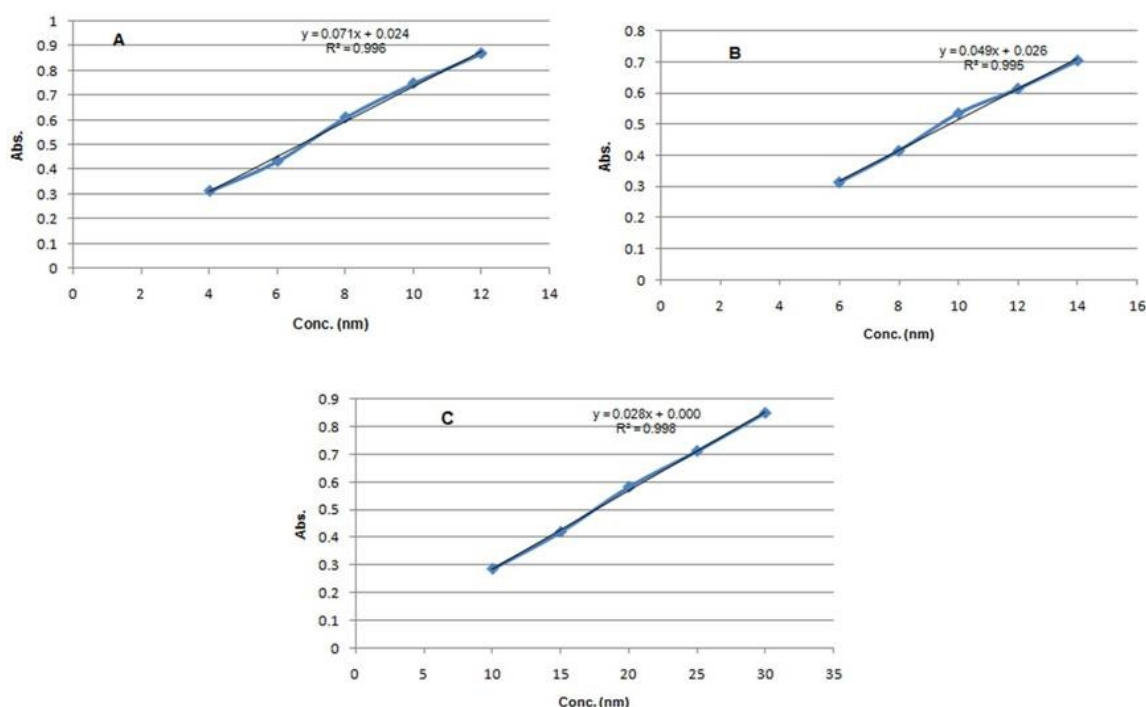 A
y = 0.071x + 0.024
R² = 0.996
1
0.9
0.8
0.7
0.6
0.5
0.4
0.3
0.2
0.1
0
Abs.
0 2 4 6 8 10 12 14
Conc. (nm)
B
y = 0.049x + 0.026
R² = 0.995
0.8
0.7
0.6
0.5
0.4
0.3
0.2
0.1
0
Abs.
0 2 4 6 8 10 12 14 16
Conc. (nm)
C
y = 0.028x + 0.000
R² = 0.998
0.9
0.8
0.7
0.6
0.5
0.4
0.3
0.2
0.1
0
Abs.
0 5 10 15 20 25 30 35
Conc. (nm)